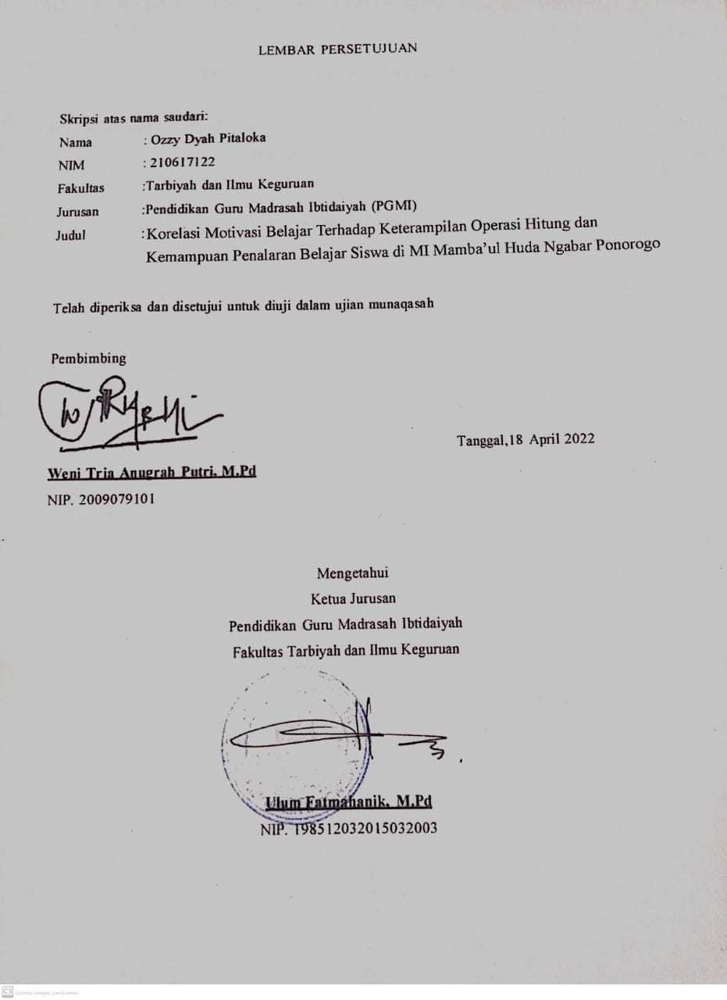 LEMBAR PERSETUJUAN
Skripsi atas nama saudari:
Nama : Ozzy Dyah Pitaloka
NIM : 210617122
Fakultas :Tarbiyah dan Ilmu Keguruan
Jurusan :Pendidikan Guru Madrasah Ibtidaiyah (PGMI)
Judul : Korelasi Motivasi Belajar Terhadap Keterampilan Operasi Hitung dan
Kemampuan Penalaran Belajar Siswa di MI Mamba’ul Huda Ngabar Ponorogo
Telah diperiksa dan disetujui untuk diuji dalam ujian munaqasah
Pembimbing
Tanggal,18 April 2022
Weni Tria Anugrah Putri, M.Pd
NIP. 2009079101
Mengetahui
Ketua Jurusan
Pendidikan Guru Madrasah Ibtidaiyah
Fakultas Tarbiyah dan Ilmu Keguruan
Ulum Fatmahanik, M.Pd
NIP. 198512032015032003
CS Dipindai dengan CamScanner